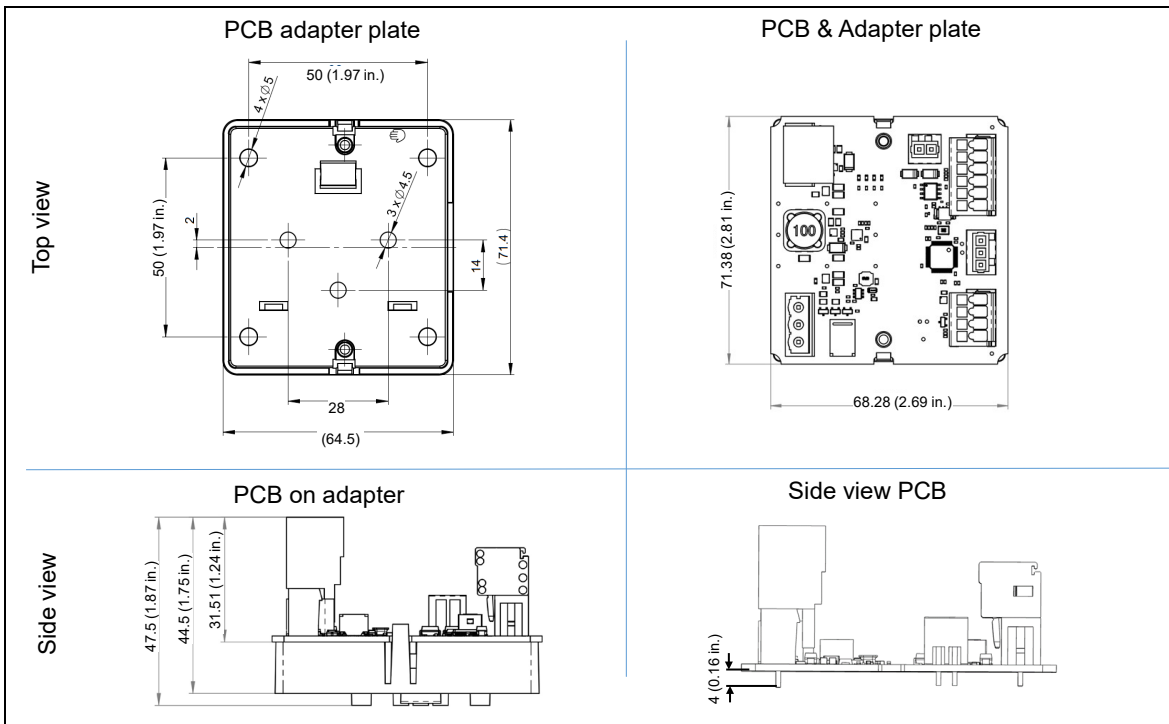 PCB adapter plate
PCB & Adapter plate
Top view
50 (1.97 in.)
4 x ∅5
50 (1.97 in.)
2
3 x ∅4.5
14
(71.4)
28
(64.5)
100
71.38 (2.81 in.)
68.28 (2.69 in.)
PCB on adapter
Side view PCB
Side view
47.5 (1.87 in.)
44.5 (1.75 in.)
31.51 (1.24 in.)
4 (0.16 in.)